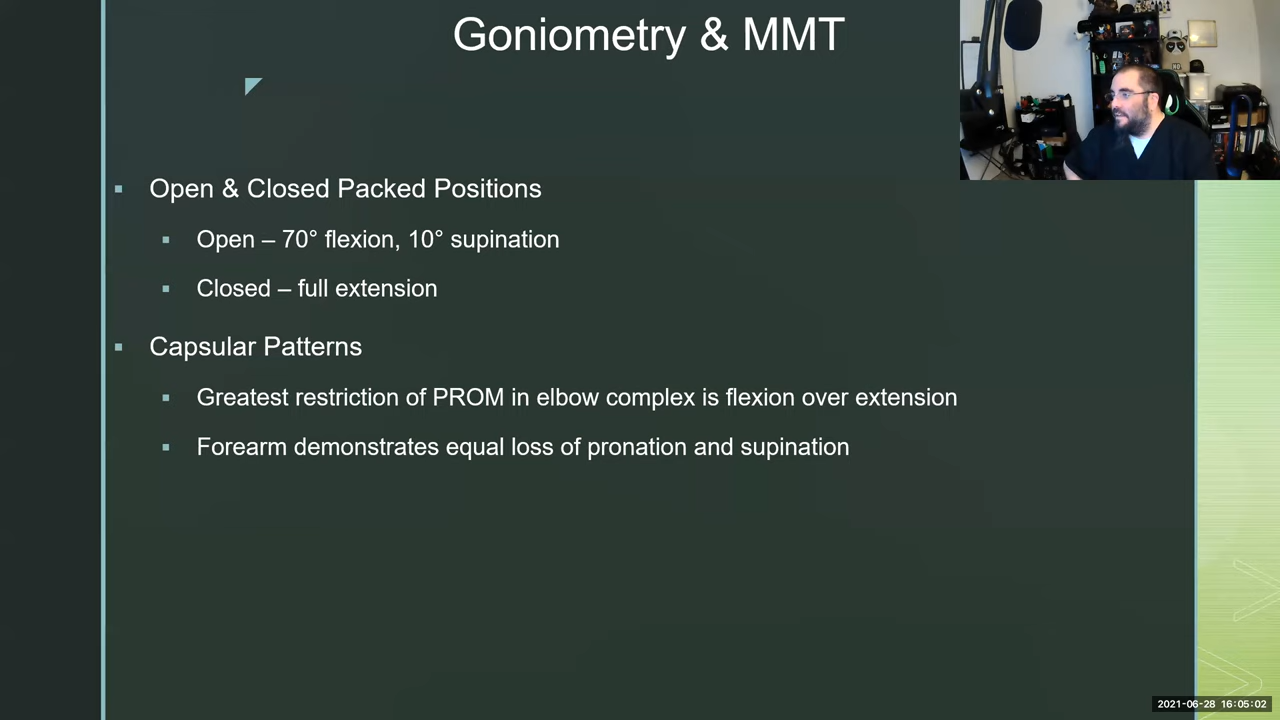 Goniometry & MMT
Open & Closed Packed Positions
Open – 70° flexion, 10° supination
Closed – full extension
Capsular Patterns
Greatest restriction of PROM in elbow complex is flexion over extension
Forearm demonstrates equal loss of pronation and supination
2021-06-28 16:05:02